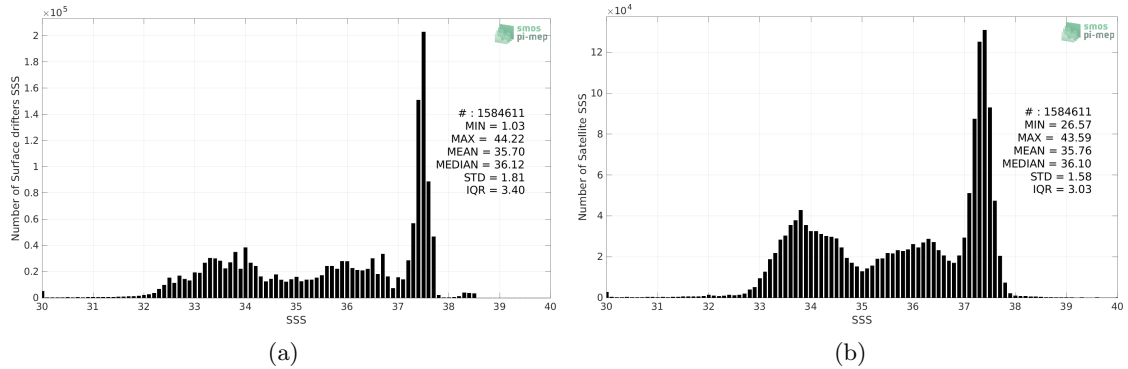 ×10⁵
smos
pi-mep
2
1.8
1.6
1.4
1.2
1
0.8
0.6
0.4
0.2
0
Number of Surface drifters SSS
# : 1584611
MIN = 1.03
MAX = 44.22
MEAN = 35.70
MEDIAN = 36.12
STD = 1.81
IQR = 3.40
30 31 32 33 34 35 36 37 38 39 40
SSS
(a)
×10⁴
smos
pi-mep
12
10
8
6
4
2
0
Number of Satellite SSS
# : 1584611
MIN = 26.57
MAX = 43.59
MEAN = 35.76
MEDIAN = 36.10
STD = 1.58
IQR = 3.03
30 31 32 33 34 35 36 37 38 39 40
SSS
(b)